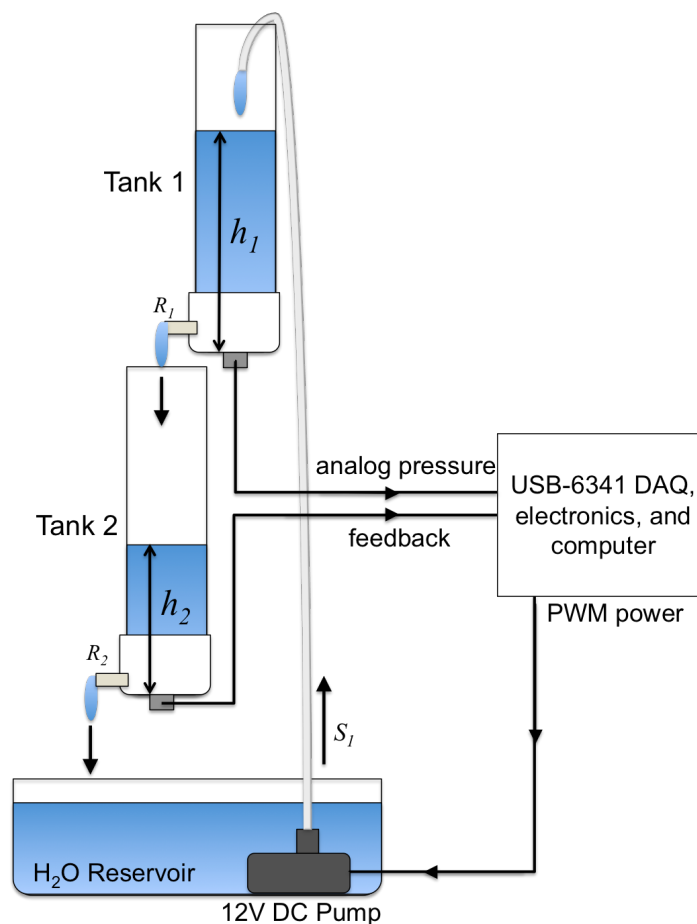 Tank 1
h₁
R₁
analog pressure
feedback
USB-6341 DAQ,
electronics, and
computer
Tank 2
h₂
R₂
PWM power
S₁
H₂O Reservoir
12V DC Pump